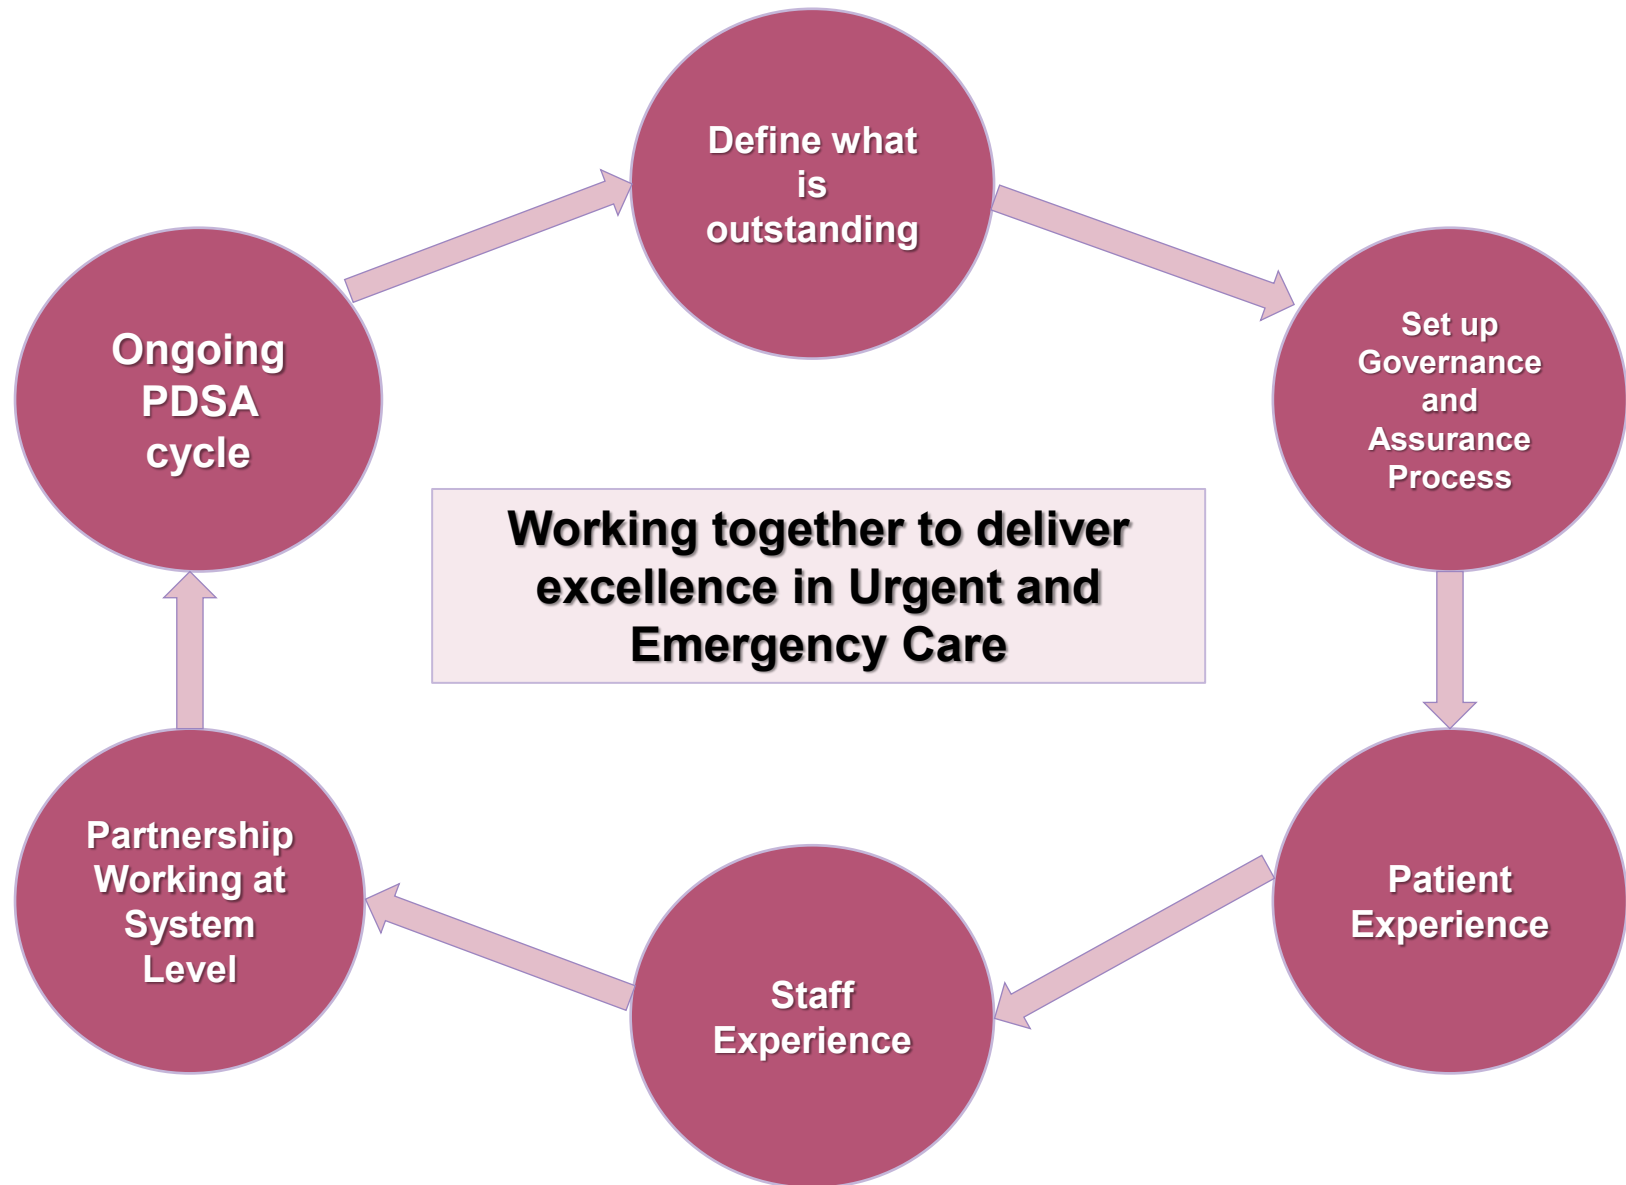 Define what
is
outstanding
Set up
Governance
and
Assurance
Process
Patient
Experience
Staff
Experience
Partnership
Working at
System
Level
Ongoing
PDSA
cycle
Working together to deliver
excellence in Urgent and
Emergency Care